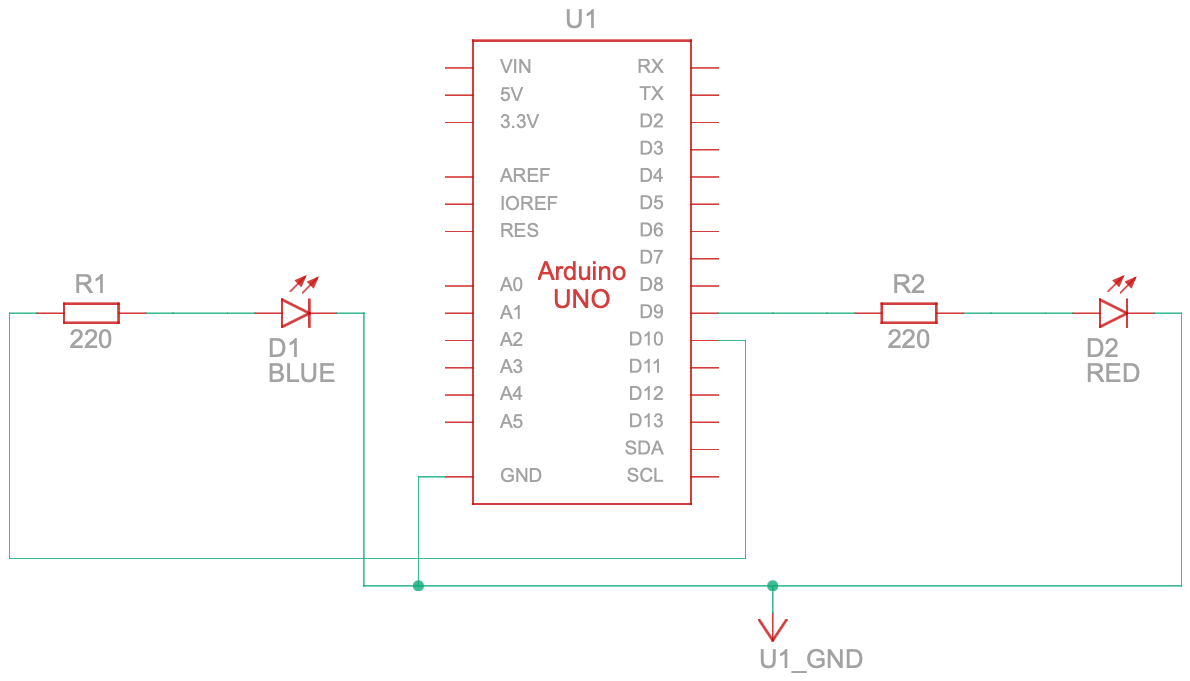 U1
VIN
5V
3.3V
AREF
IOREF
RES
A0
A1
A2
A3
A4
A5
GND
Arduino
UNO
RX
TX
D2
D3
D4
D5
D6
D7
D8
D9
D10
D11
D12
D13
SDA
SCL
R1
220
D1
BLUE
R2
220
D2
RED
U1_GND